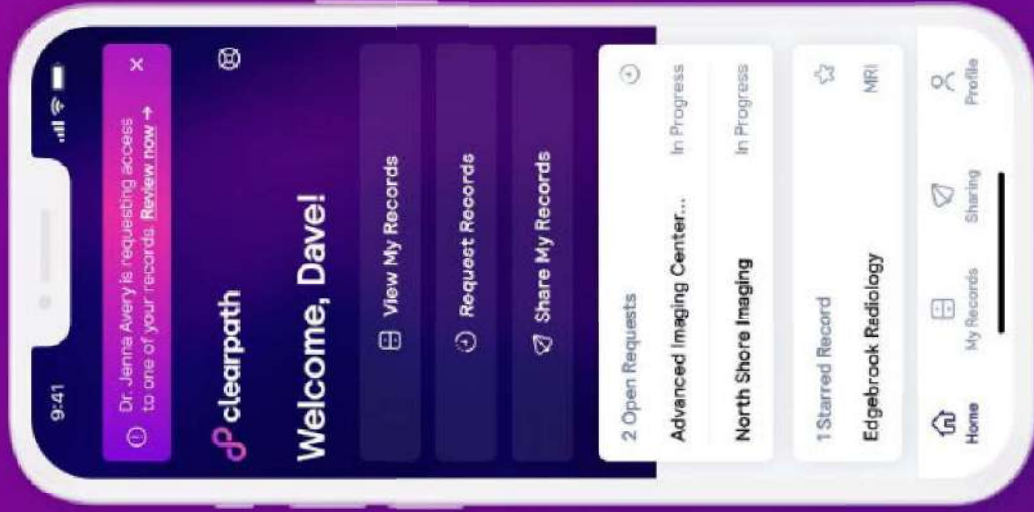 9:41
Dr. Jenna Avery is requesting access
to one of your records. Review now →
clearpath
Welcome, Dave!
View My Records
Request Records
Share My Records
2 Open Requests
Advanced Imaging Center... In Progress
North Shore Imaging In Progress
1 Starred Record
Edgebrook Radiology MRI
Home My Records Sharing Profile